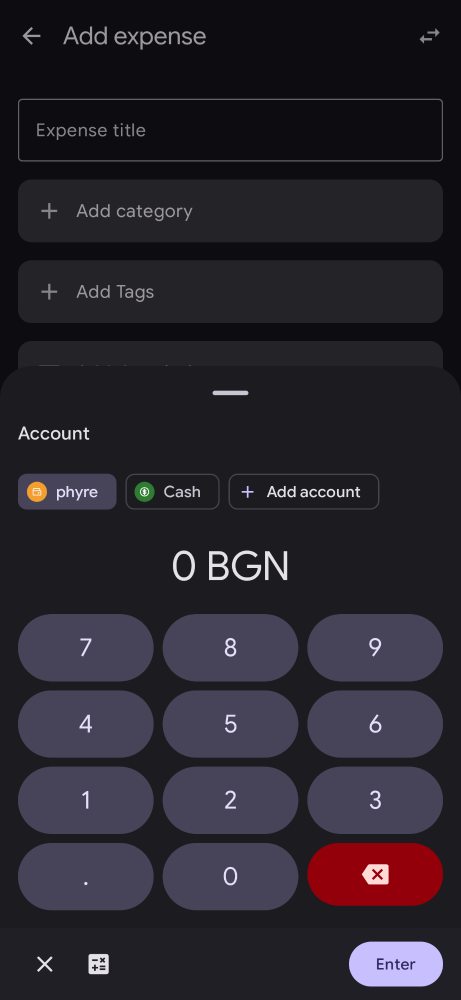 Add expense
Expense title
Add category
Add Tags
Account
phyre Cash Add account
0 BGN
7 8 9
4 5 6
1 2 3
. 0
Enter